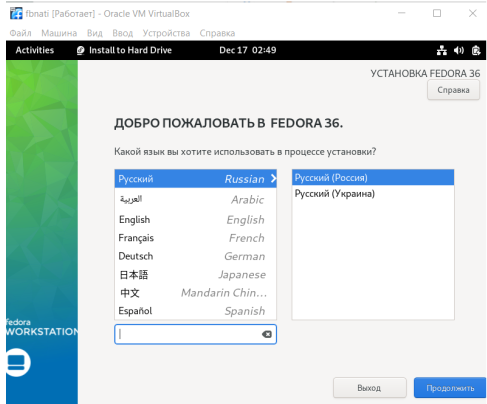 fbnati [Работает] - Oracle VM VirtualBox
Файл Машина Вид Ввод Устройства Справка
Activities Install to Hard Drive Dec 17 02:49
УСТАНОВКА FEDORA 36
Справка
ДОБРО ПОЖАЛОВАТЬ В FEDORA 36.
Какой язык вы хотите использовать в процессе установки?
Русский Russian
العربية Arabic
English English
Français French
Deutsch German
日本語 Japanese
中文 Mandarin Chin...
Español Spanish
Русский (Россия)
Русский (Украина)
fedora
WORKSTATION
Выход Продолжить